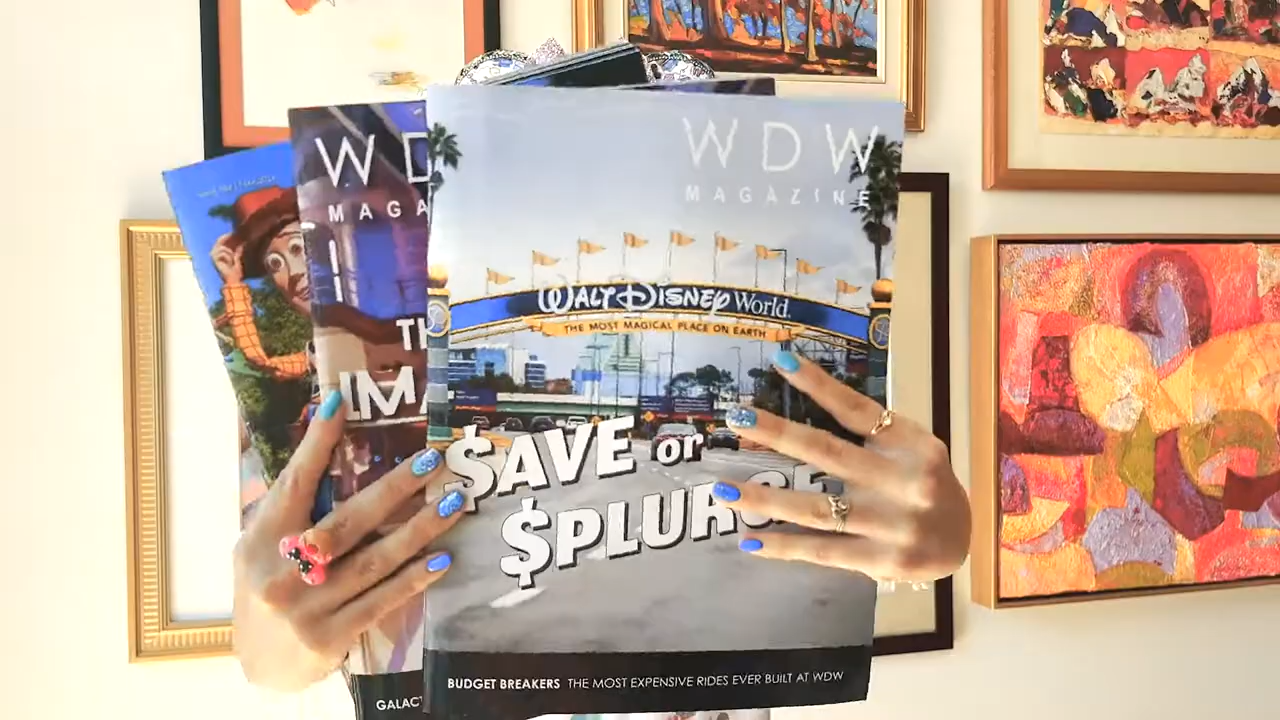 WDW
MAGAZINE
WALT DISNEY World
THE MOST MAGICAL PLACE ON EARTH
$AVE or
$PLURGE
BUDGET BREAKERS THE MOST EXPENSIVE RIDES EVER BUILT AT WDW
WD
MAGA
T
IMA
GALACT